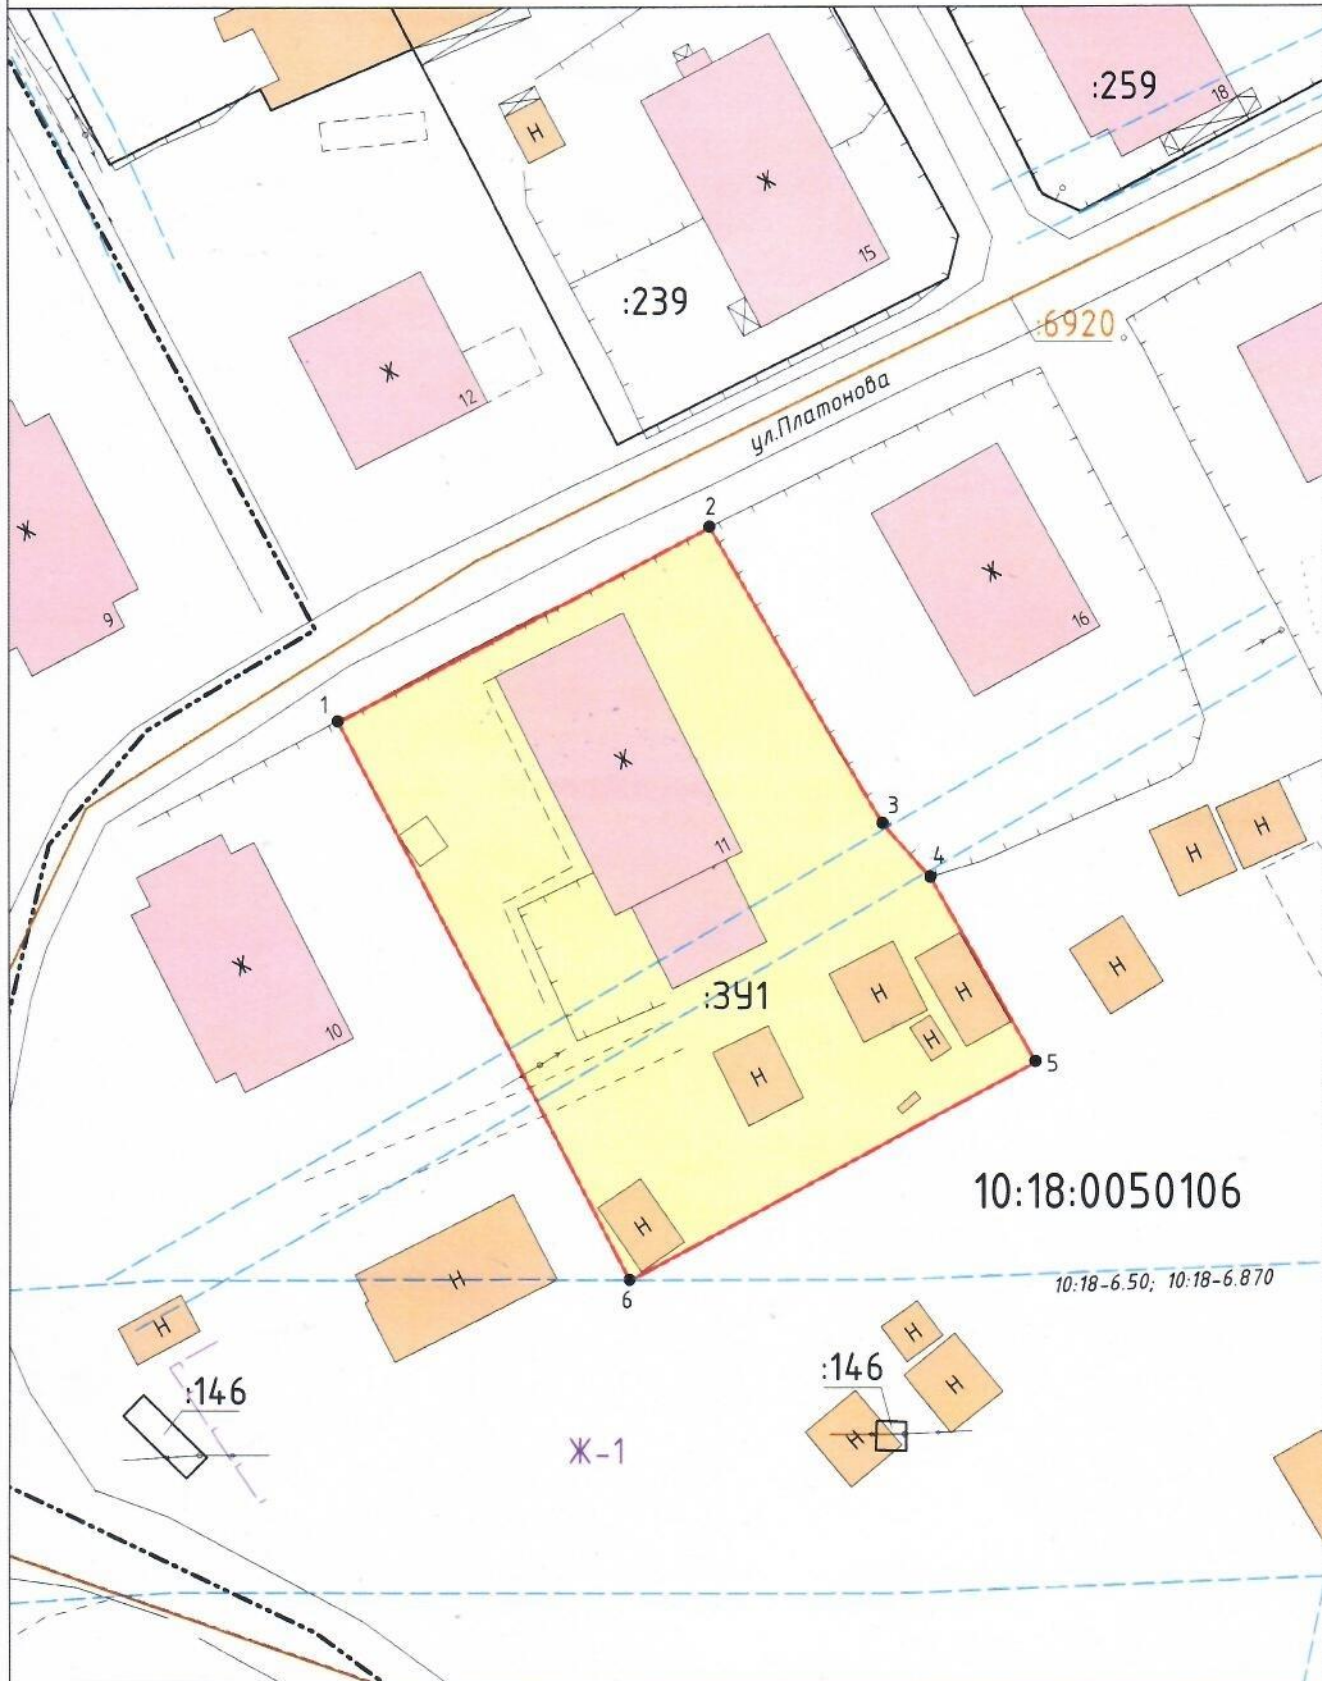 :259
18
Н
Ж
15
:239
:6920
Ж
12
ул.Платонова
Ж
9
2
Ж
16
1
Ж
11
3
4
Н
Н
Ж
10
:ЗУ1
Н
Н
Н
Н
Н
5
10:18:0050106
Н
Н
6
10:18-6.50; 10:18-6.870
Н
Н
Н
:146
:146
Н
Ж-1